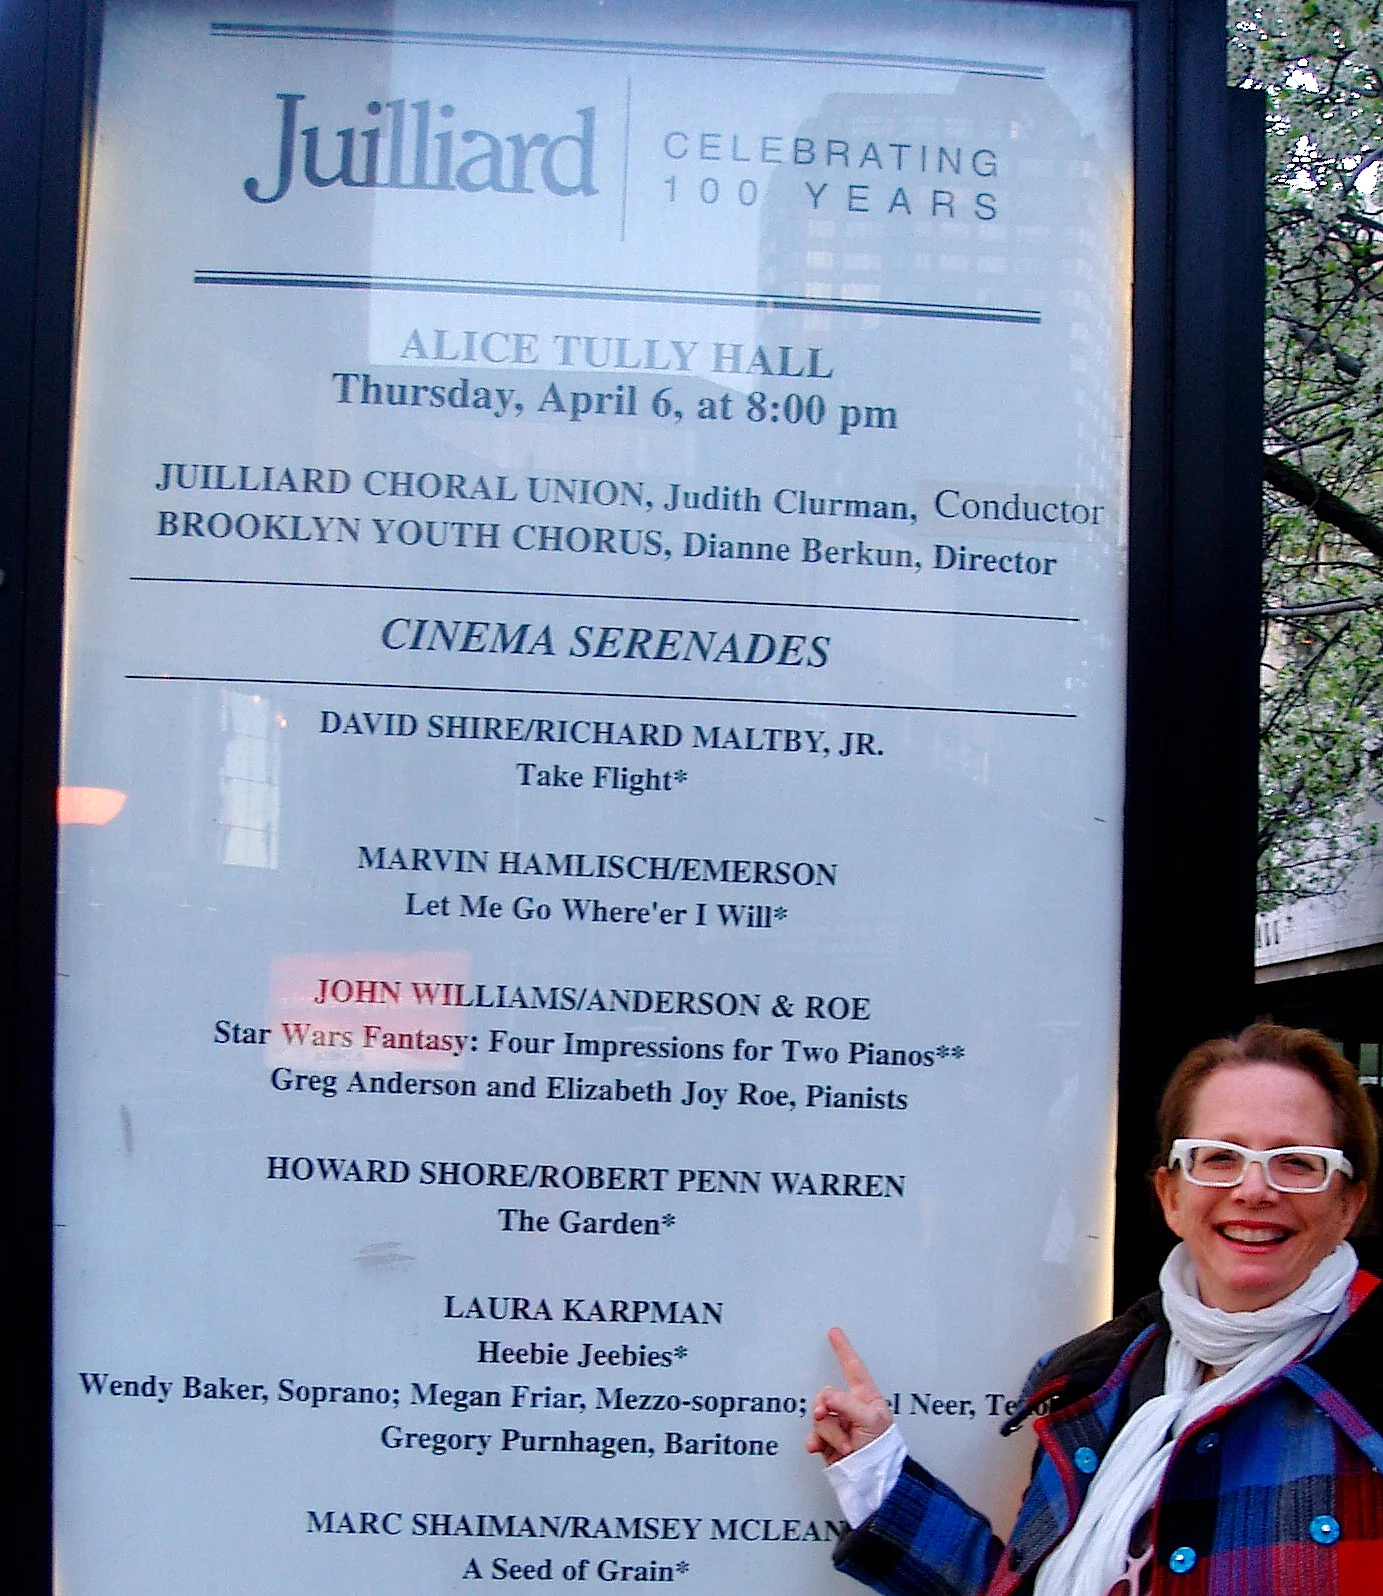 Juilliard
CELEBRATING
100 YEARS
ALICE TULLY HALL
Thursday, April 6, at 8:00 pm
JUILLIARD CHORAL UNION, Judith Clurman, Conductor
BROOKLYN YOUTH CHORUS, Dianne Berkun, Director
CINEMA SERENADES
DAVID SHIRE/RICHARD MALTBY, JR.
Take Flight*
MARVIN HAMLISCH/EMERSON
Let Me Go Where'er I Will*
JOHN WILLIAMS/ANDERSON & ROE
Star Wars Fantasy: Four Impressions for Two Pianos**
Greg Anderson and Elizabeth Joy Roe, Pianists
HOWARD SHORE/ROBERT PENN WARREN
The Garden*
LAURA KARPMAN
Heebie Jeebies*
Wendy Baker, Soprano; Megan Friar, Mezzo-soprano; Neer,
Gregory Purnhagen, Baritone
MARC SHAIMAN/RAMSEY MCLEAN
A Seed of Grain*